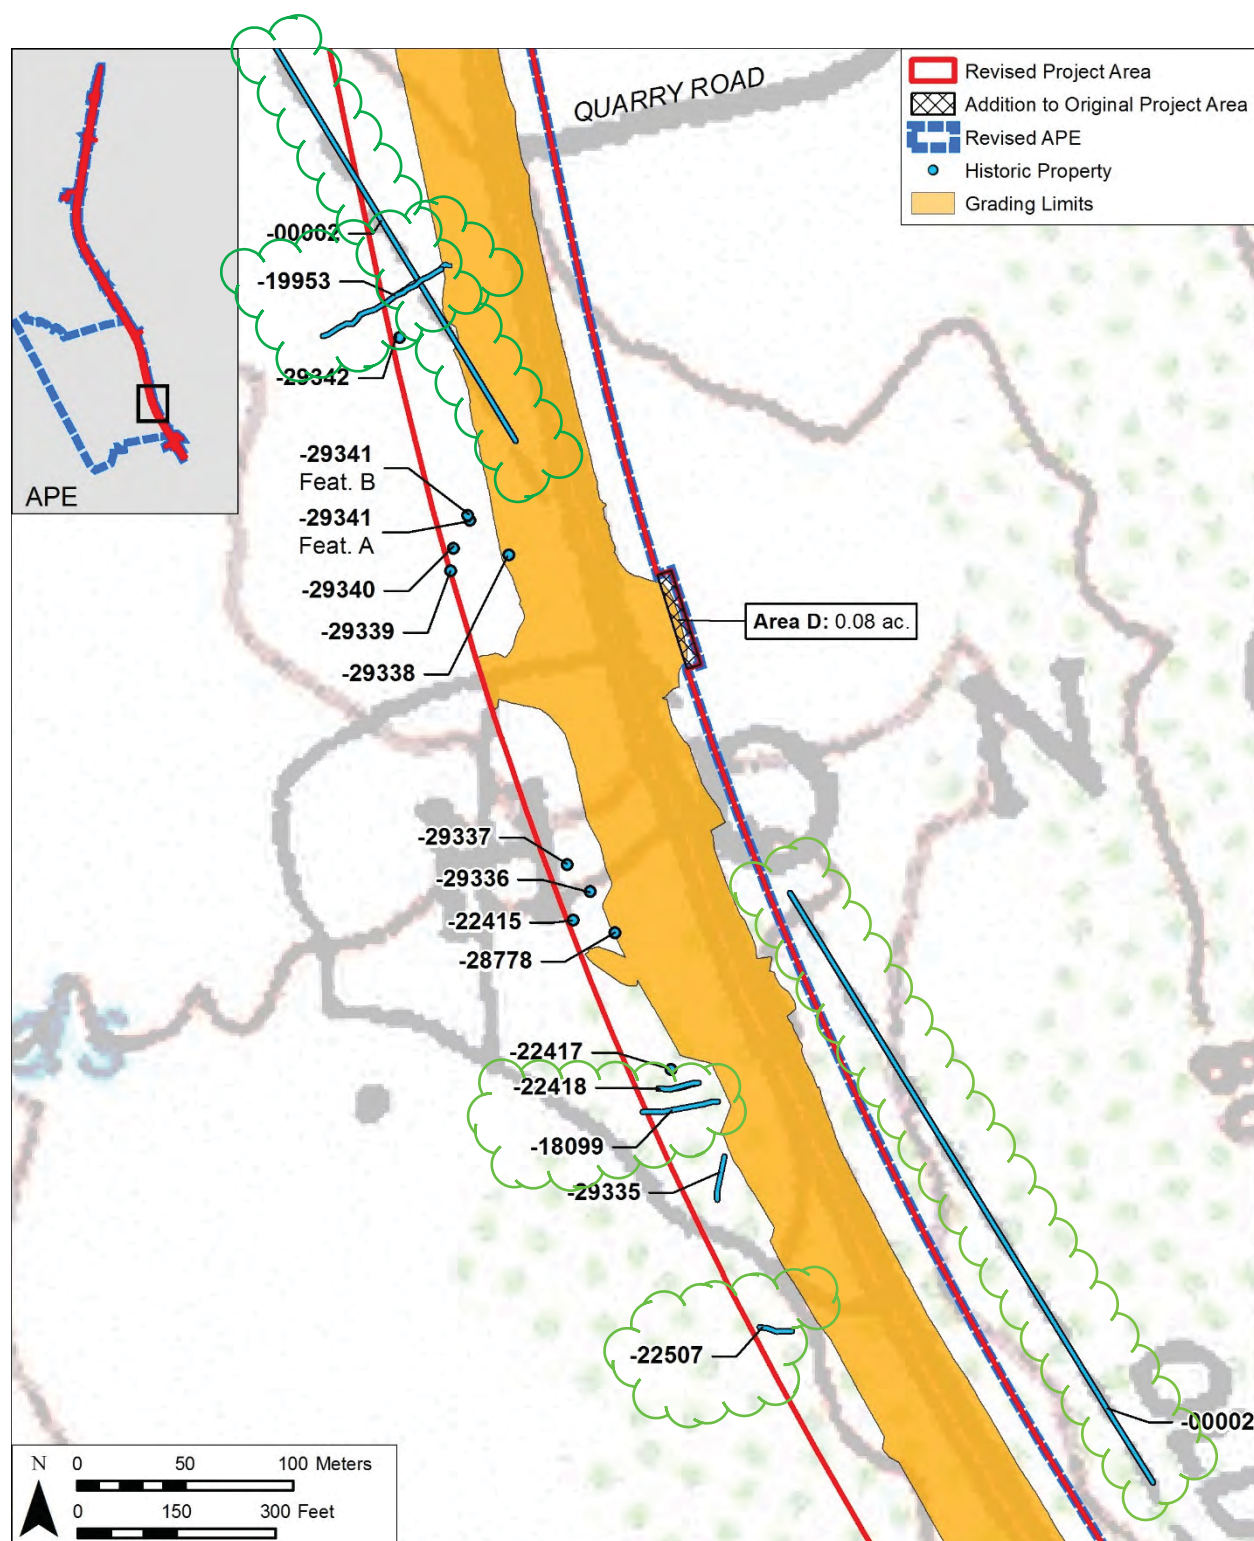 QUARRY ROAD
Revised Project Area
Addition to Original Project Area
Revised APE
Historic Property
Grading Limits
APE
-00002
-19953
-29342
-29341
Feat. B
-29341
Feat. A
-29340
-29339
-29338
Area D: 0.08 ac.
-29337
-29336
-22415
-28778
-22417
-22418
-18099
-29335
-22507
-00002
N
0 50 100 Meters
0 150 300 Feet